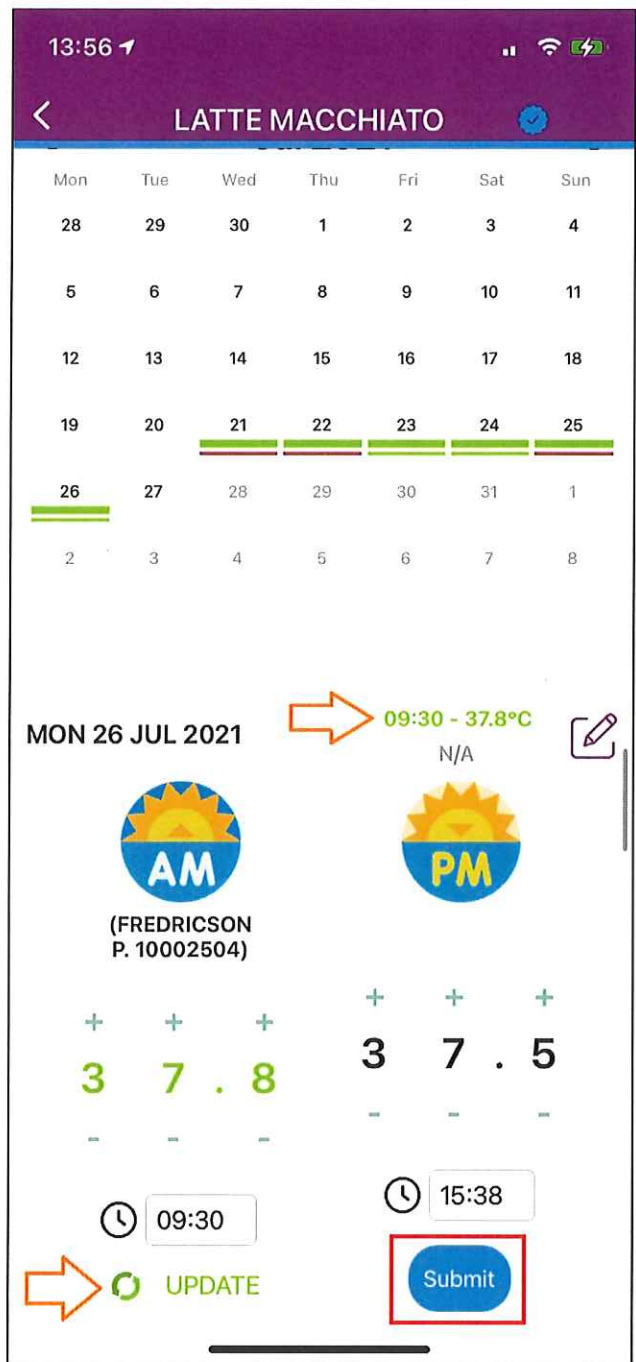 13:56
LATTE MACCHIATO
Mon Tue Wed Thu Fri Sat Sun
28 29 30 1 2 3 4
5 6 7 8 9 10 11
12 13 14 15 16 17 18
19 20 21 22 23 24 25
26 27 28 29 30 31 1
2 3 4 5 6 7 8
MON 26 JUL 2021
09:30 - 37.8°C
N/A
AM
PM
(FREDRICSON
P. 10002504)
+ + +
+ + +
3 7 . 8
3 7 . 5
- - -
- - -
09:30
15:38
UPDATE
Submit